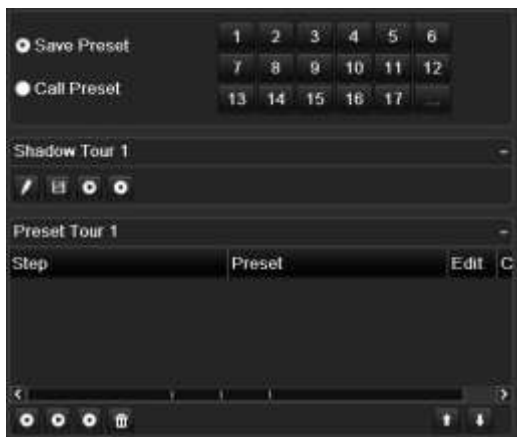 Save Preset
1 2 3 4 5 6
7 8 9 10 11 12
Call Preset
13 14 15 16 17 ...
Shadow Tour 1
Preset Tour 1
Step Preset Edit C